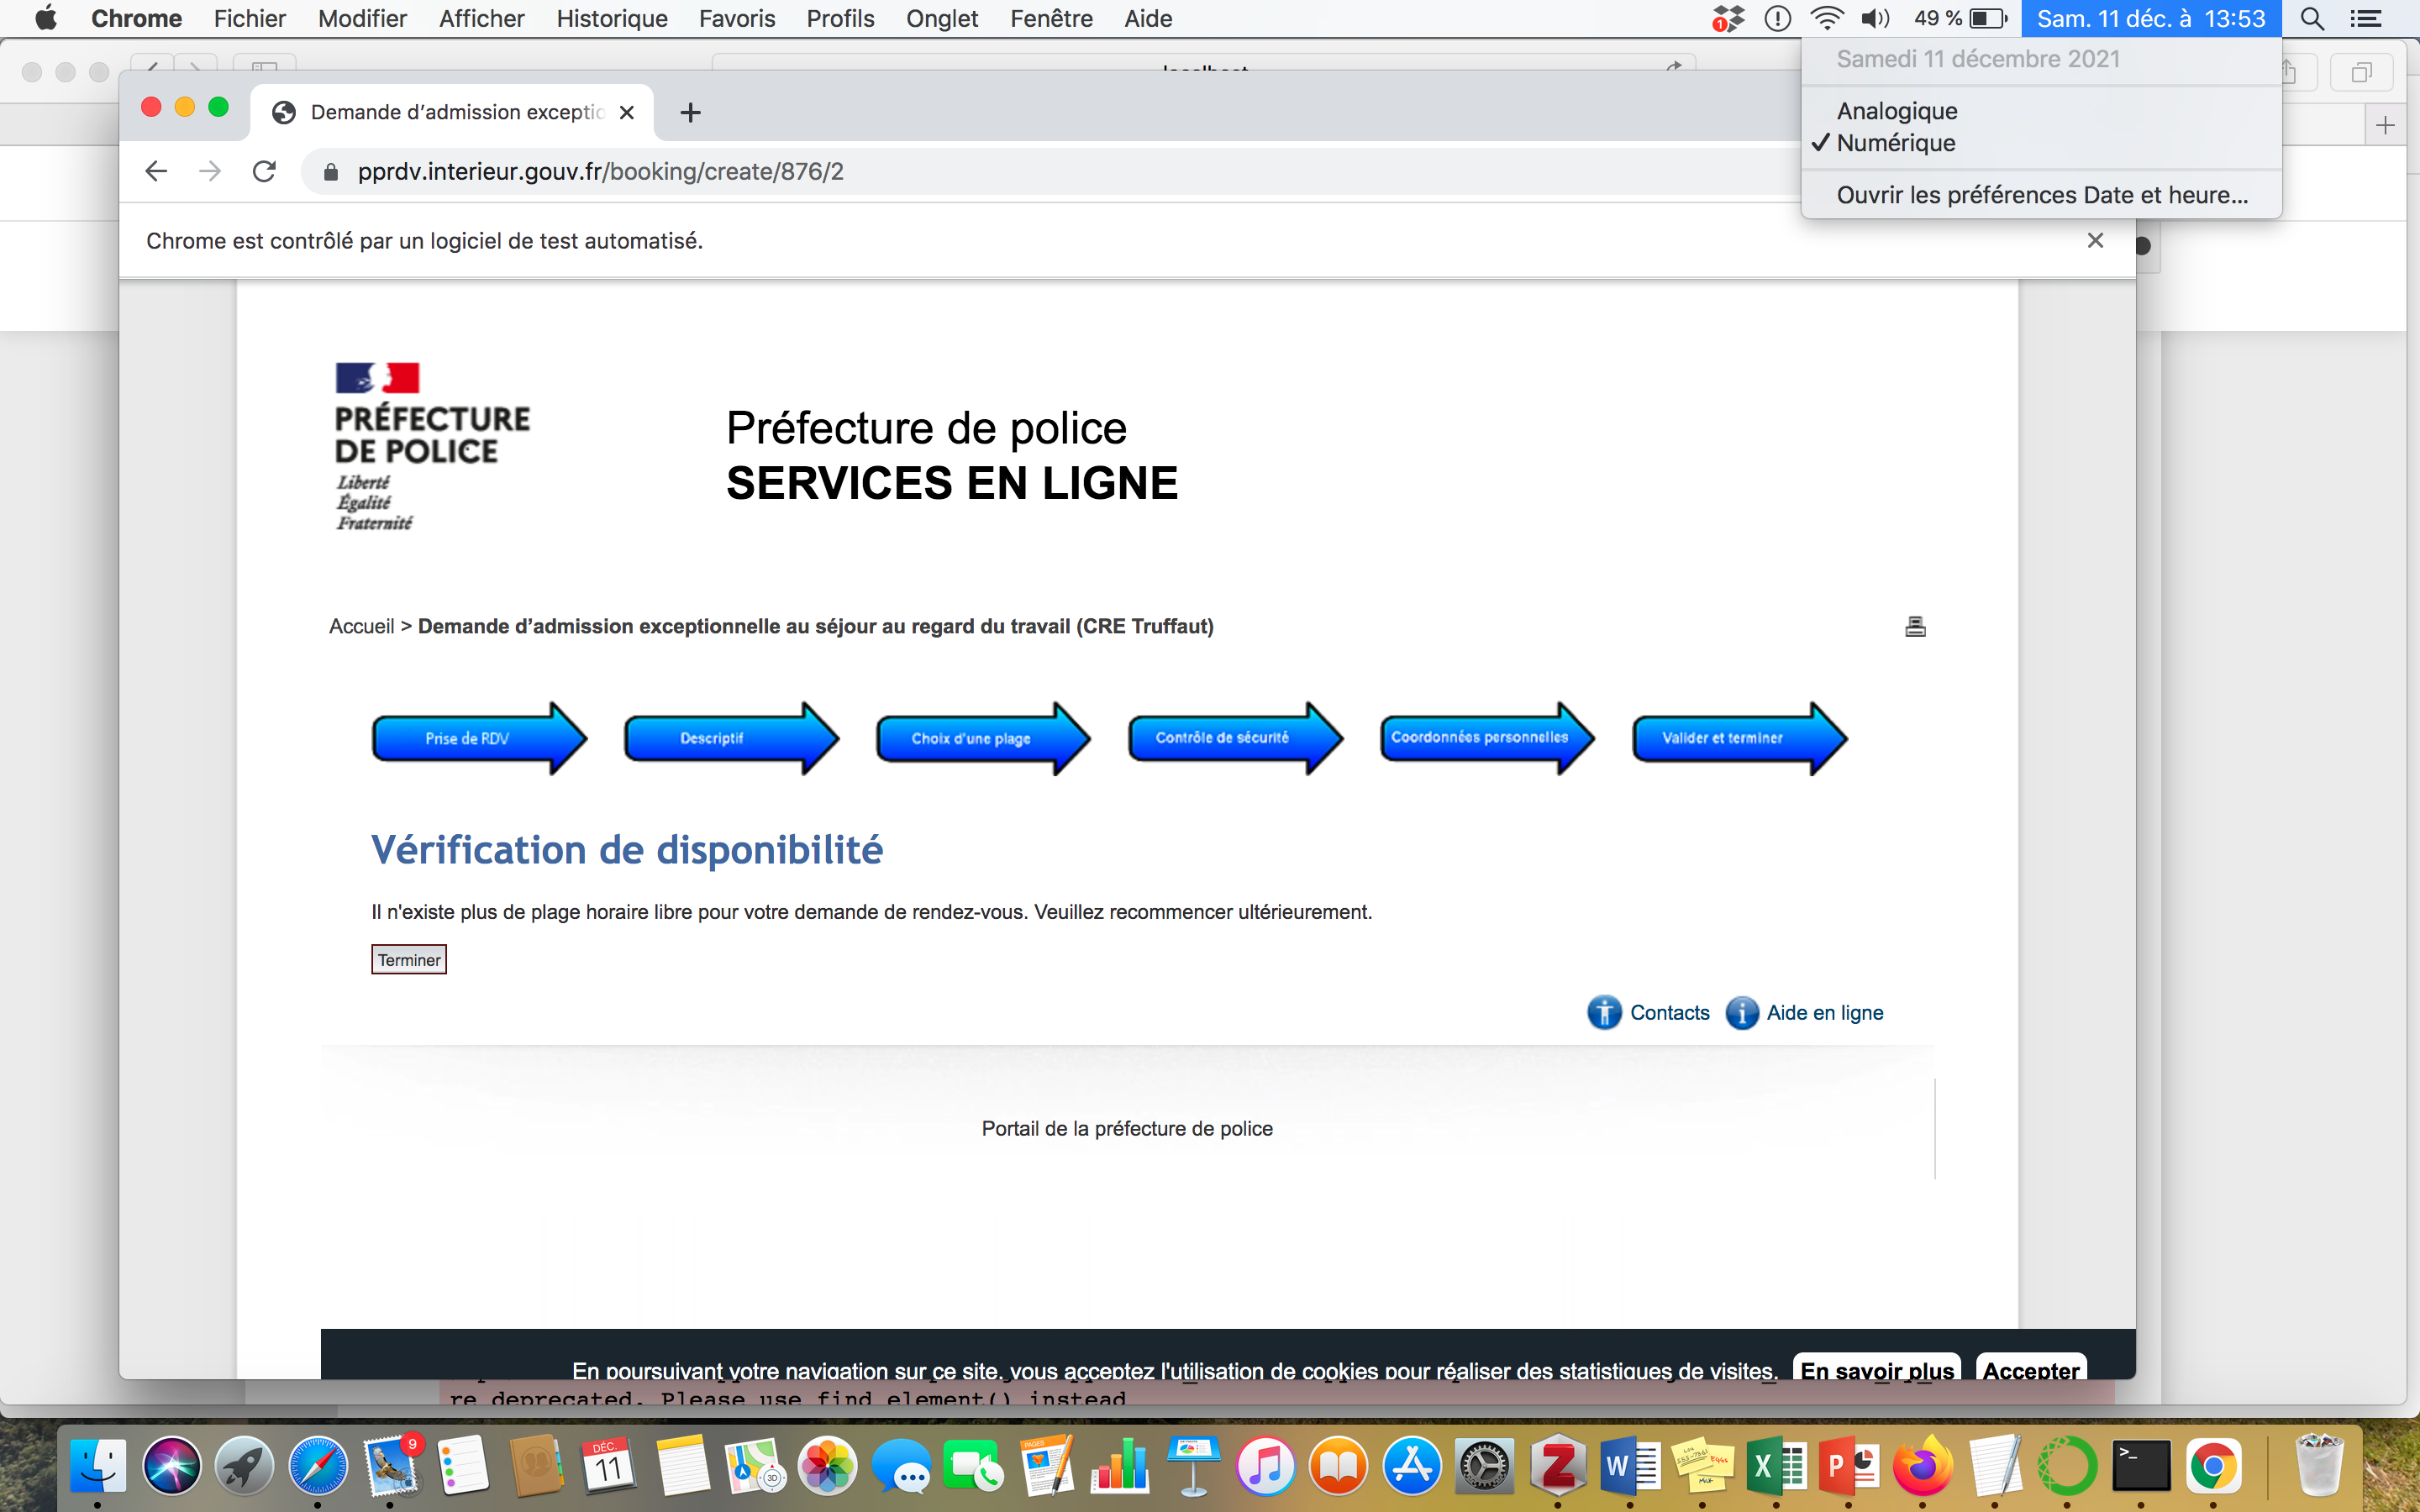 Chrome Fichier Modifier Afficher Historique Favoris Profils Onglet Fenêtre Aide 1 49 % Sam. 11 déc. à 13:53
Samedi 11 décembre 2021
Analogique
✓ Numérique
Ouvrir les préférences Date et heure...
Demande d'admission exceptio
pprdv.interieur.gouv.fr/booking/create/876/2
Chrome est contrôlé par un logiciel de test automatisé.
PRÉFECTURE
DE POLICE
Liberté
Égalité
Fraternité
Préfecture de police
SERVICES EN LIGNE
Accueil > Demande d'admission exceptionnelle au séjour au regard du travail (CRE Truffaut)
Prise de RDV Descriptif Choix d'une plage Contrôle de sécurité Coordonnées personnelles Valider et terminer
Vérification de disponibilité
Il n'existe plus de plage horaire libre pour votre demande de rendez-vous. Veuillez recommencer ultérieurement.
Terminer
Contacts Aide en ligne
Portail de la préfecture de police
En poursuivant votre navigation sur ce site, vous acceptez l'utilisation de cookies pour réaliser des statistiques de visites. En savoir plus Accepter
re deprecated. Please use find element() instead
9
DÉC.
11
3D
PAGES